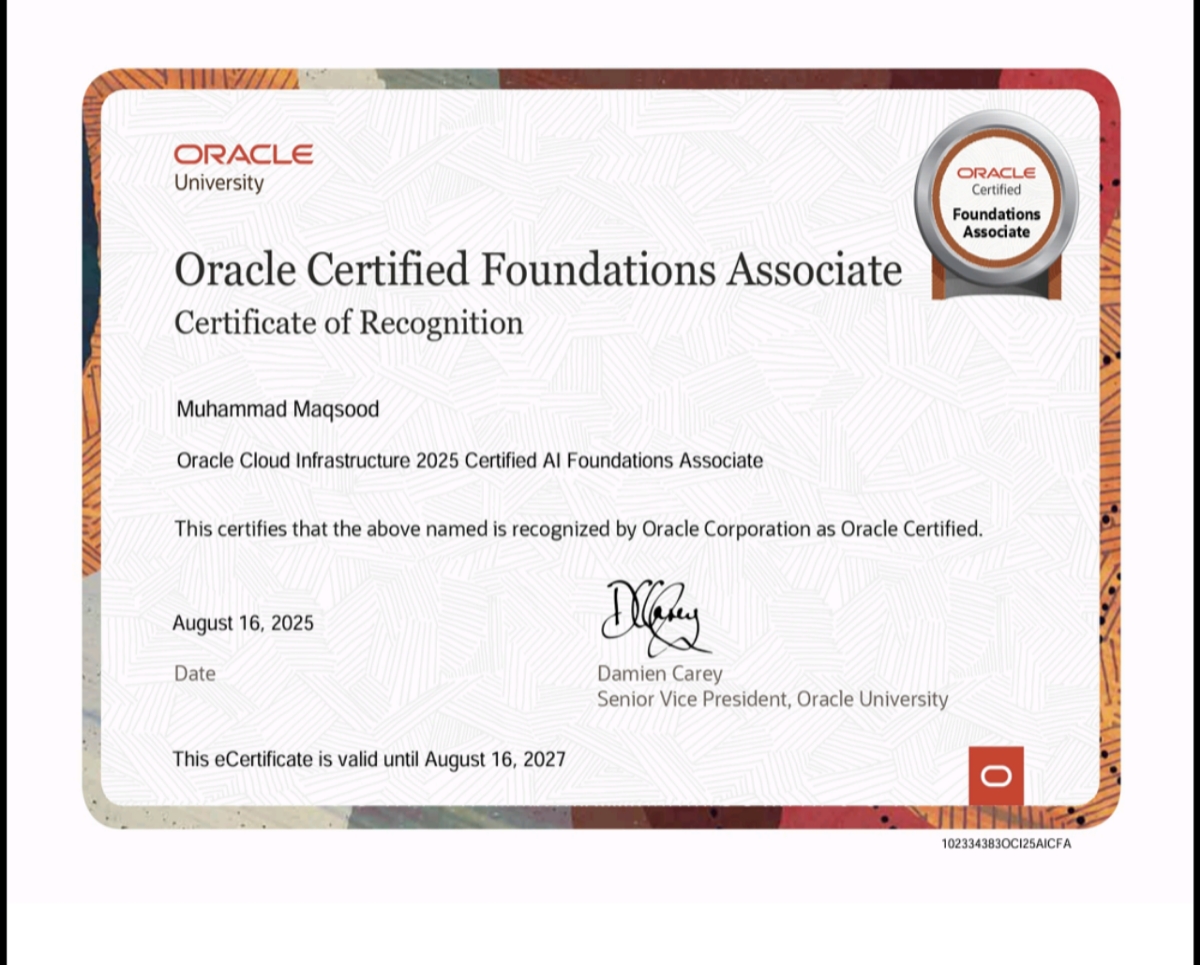 ORACLE
University
ORACLE
Certified
Foundations
Associate
Oracle Certified Foundations Associate
Certificate of Recognition
Muhammad Maqsood
Oracle Cloud Infrastructure 2025 Certified AI Foundations Associate
This certifies that the above named is recognized by Oracle Corporation as Oracle Certified.
DCarey
August 16, 2025
Date
Damien Carey
Senior Vice President, Oracle University
This eCertificate is valid until August 16, 2027
102334383OCI25AICFA